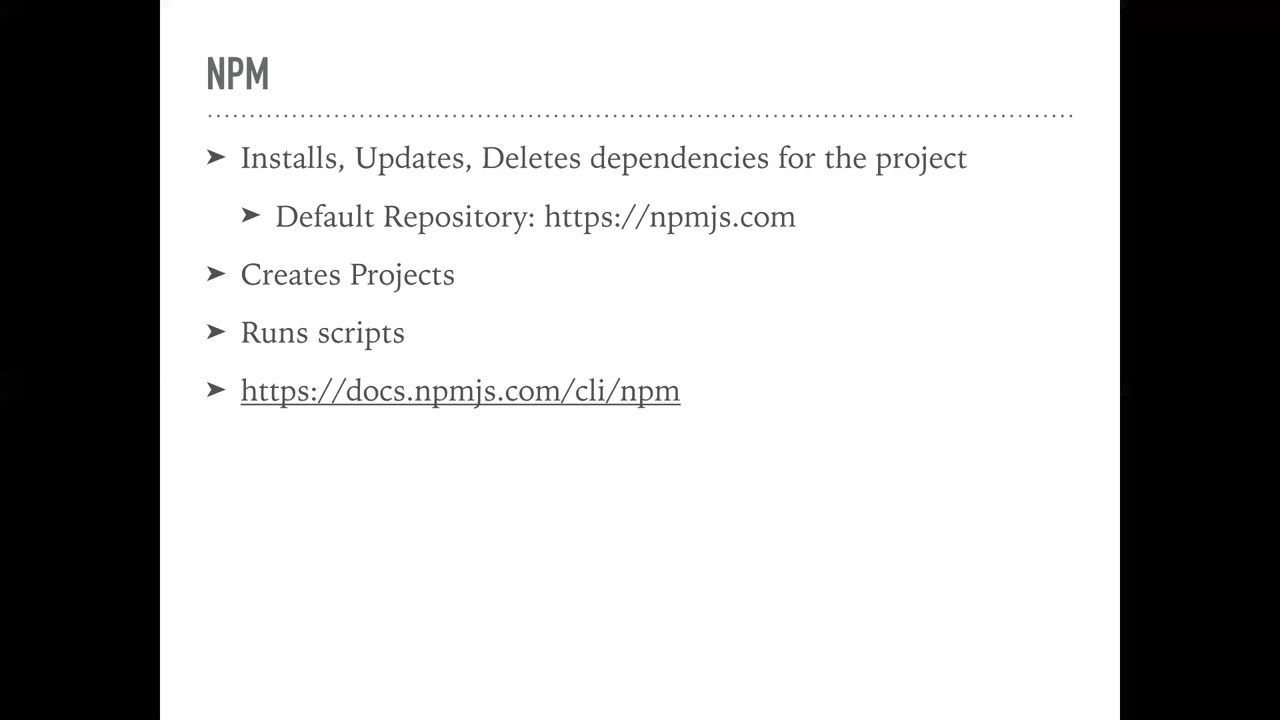 NPM
➤ Installs, Updates, Deletes dependencies for the project
➤ Default Repository: https://npmjs.com
➤ Creates Projects
➤ Runs scripts
➤ https://docs.npmjs.com/cli/npm